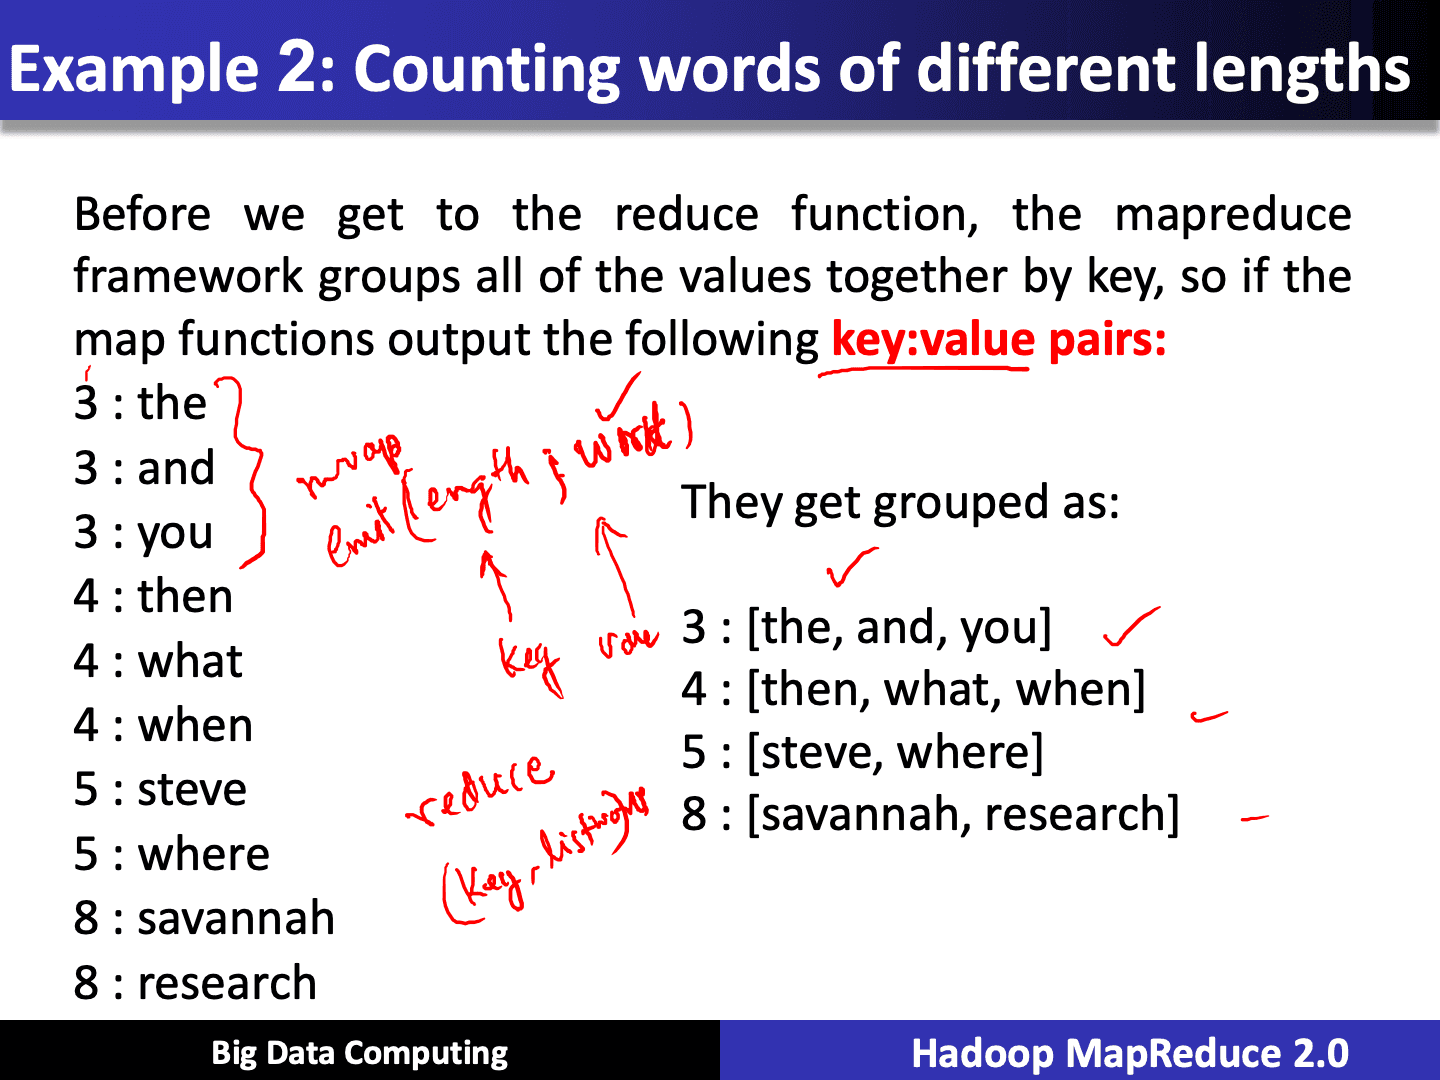 Example 2: Counting words of different lengths
Before we get to the reduce function, the mapreduce
framework groups all of the values together by key, so if the
map functions output the following key:value pairs:
3 : the
3 : and
3 : you
4 : then
4 : what
4 : when
5 : steve
5 : where
8 : savannah
8 : research
map
emit (length ; word)
key
reduce
(key, list words)
They get grouped as:
3 : [the, and, you]
4 : [then, what, when]
5 : [steve, where]
8 : [savannah, research]
Big Data Computing
Hadoop MapReduce 2.0